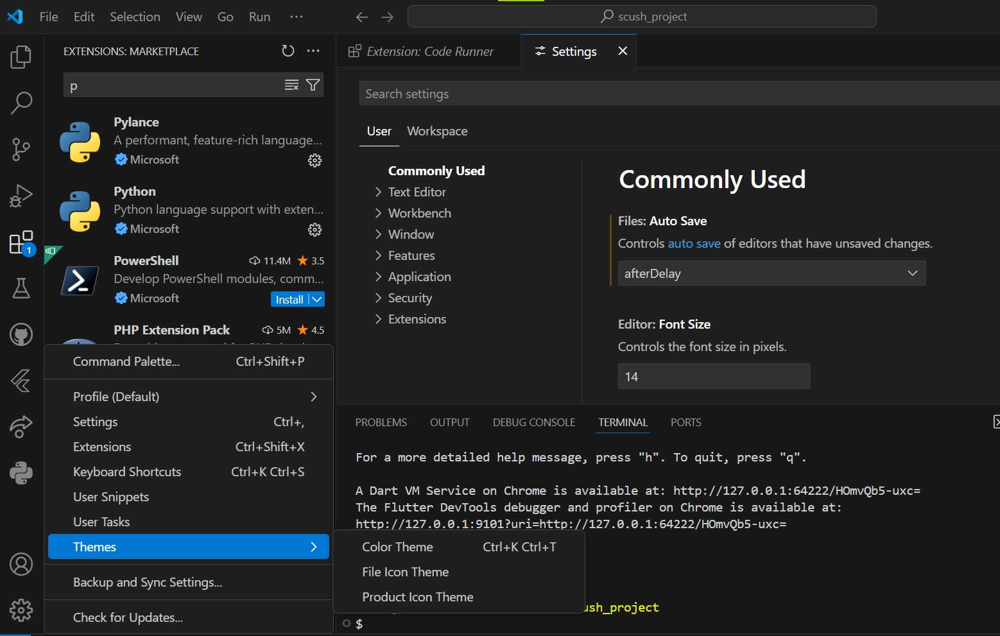 File Edit Selection View Go Run ···
scush_project
EXTENSIONS: MARKETPLACE
p
Pylance
A performant, feature-rich language...
Microsoft
Python
Python language support with exten...
Microsoft
PowerShell 11.4M 3.5
Develop PowerShell modules, comm...
Microsoft
Install
PHP Extension Pack 5M 4.5
1
Command Palette... Ctrl+Shift+P
Profile (Default)
Settings Ctrl+,
Extensions Ctrl+Shift+X
Keyboard Shortcuts Ctrl+K Ctrl+S
User Snippets
User Tasks
Themes
Backup and Sync Settings...
Check for Updates...
Color Theme Ctrl+K Ctrl+T
File Icon Theme
Product Icon Theme
Extension: Code Runner
Settings
Search settings
User Workspace
Commonly Used
Text Editor
Workbench
Window
Features
Application
Security
Extensions
Commonly Used
Files: Auto Save
Controls auto save of editors that have unsaved changes.
afterDelay
Editor: Font Size
Controls the font size in pixels.
14
PROBLEMS OUTPUT DEBUG CONSOLE TERMINAL PORTS
For a more detailed help message, press "h". To quit, press "q".
A Dart VM Service on Chrome is available at: http://127.0.0.1:64222/HOmvQb5-uxc=
The Flutter DevTools debugger and profiler on Chrome is available at:
http://127.0.0.1:9101?uri=http://127.0.0.1:64222/HOmvQb5-uxc=
ush_project
$